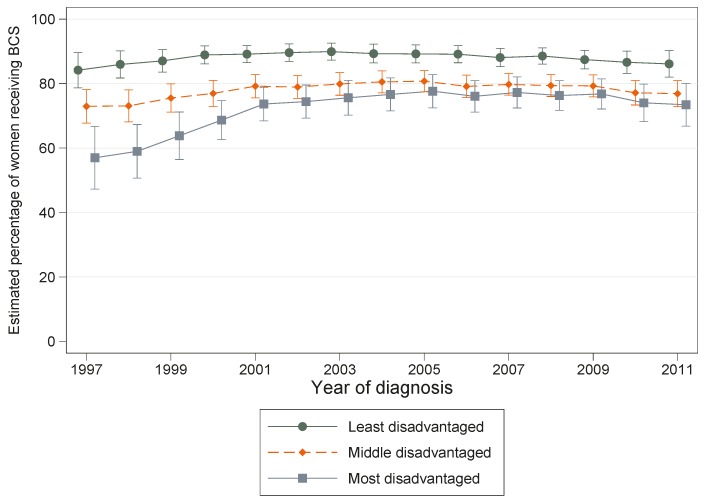 Estimated percentage of women receiving BCS
100
80
60
40
20
0
1997 1999 2001 2003 2005 2007 2009 2011
Year of diagnosis
Least disadvantaged
Middle disadvantaged
Most disadvantaged